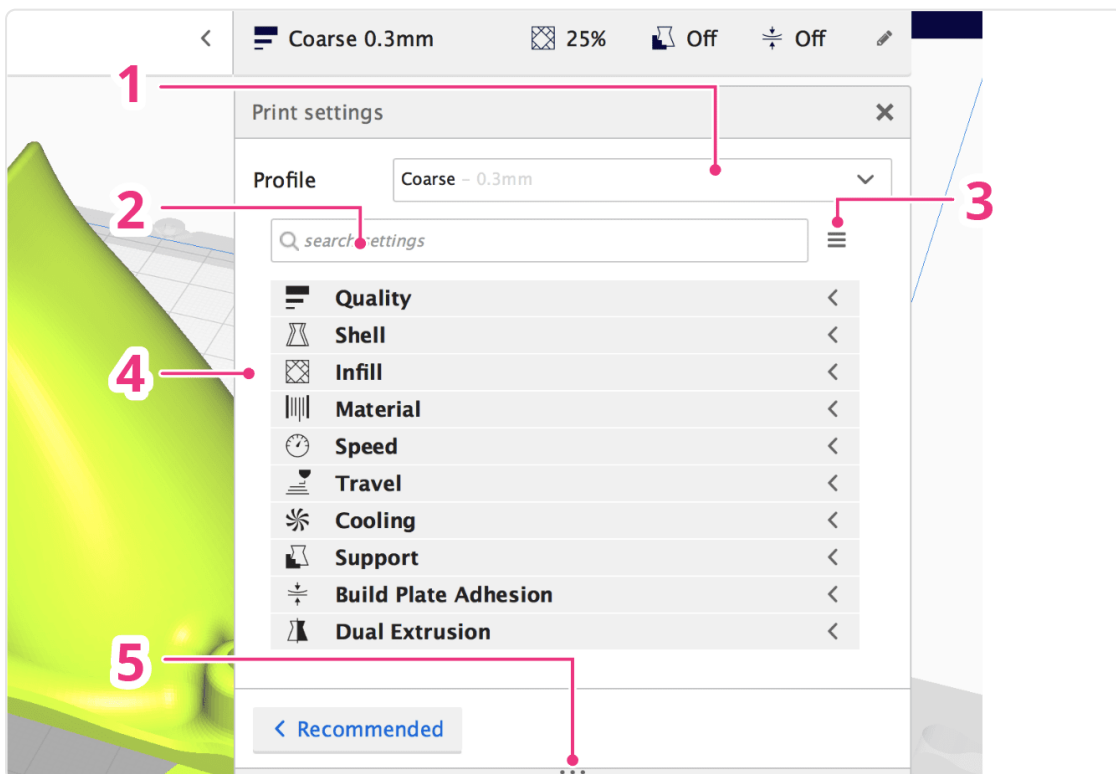 Coarse 0.3mm 25% Off Off
1
Print settings
Profile Coarse – 0.3mm
2
3
search settings
Quality
Shell
4 Infill
Material
Speed
Travel
Cooling
Support
Build Plate Adhesion
Dual Extrusion
5
Recommended